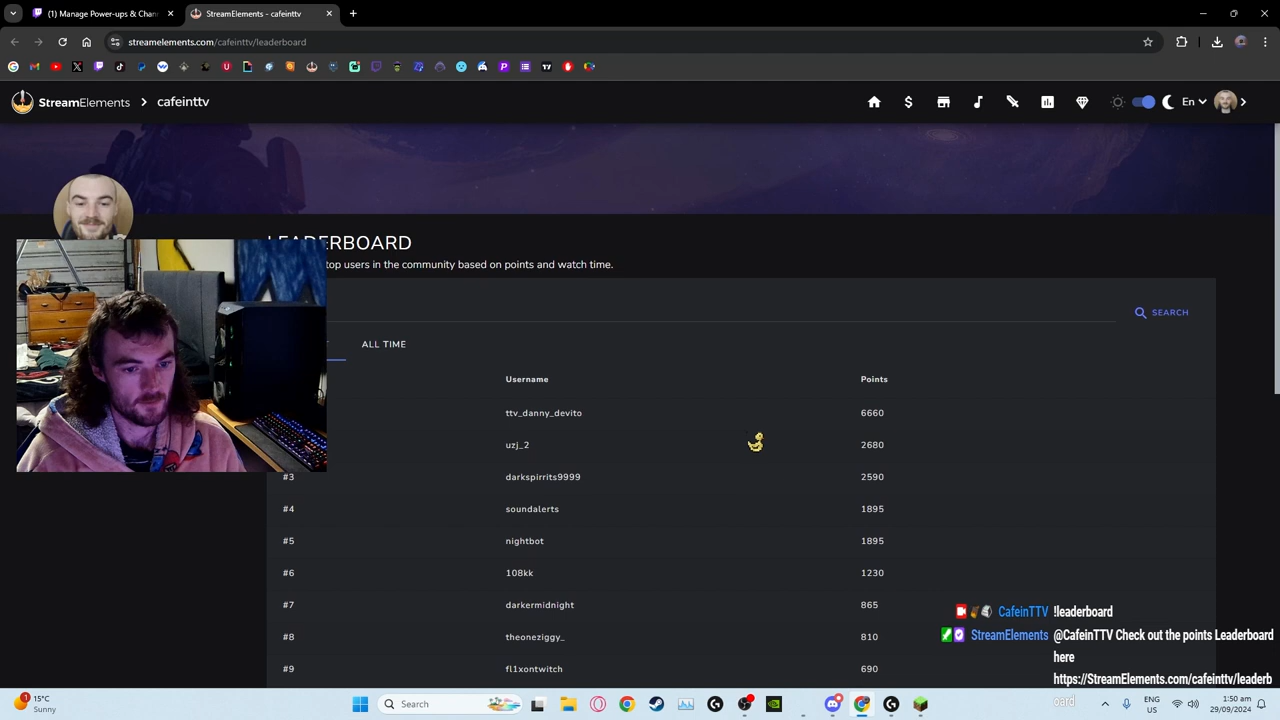 (1) Manage Power-ups & Chan
StreamElements - cafeinttv
streamelements.com/cafeinttv/leaderboard
StreamElements > cafeinttv
En
LEADERBOARD
top users in the community based on points and watch time.
SEARCH
ALL TIME
Username Points
ttv_danny_devito 6660
uzj_2 2680
#3 darkspirrits9999 2590
#4 soundalerts 1895
#5 nightbot 1895
#6 108kk 1230
#7 darkermidnight 865
#8 theoneziggy_ 810
#9 fl1xontwitch 690
CafeinTTV !leaderboard
StreamElements @CafeinTTV Check out the points Leaderboard
here
https://StreamElements.com/cafeinttv/leaderb
oard
1
15°C
Sunny
Search
ENG
US
1:50 am
29/09/2024